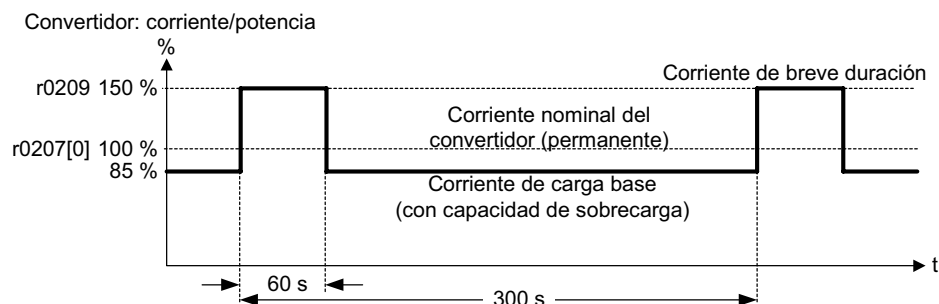 Convertidor: corriente/potencia
%
r0209 150 %
Corriente de breve duración
Corriente nominal del
convertidor (permanente)
r0207[0] 100 %
85 %
Corriente de carga base
(con capacidad de sobrecarga)
t
60 s
300 s